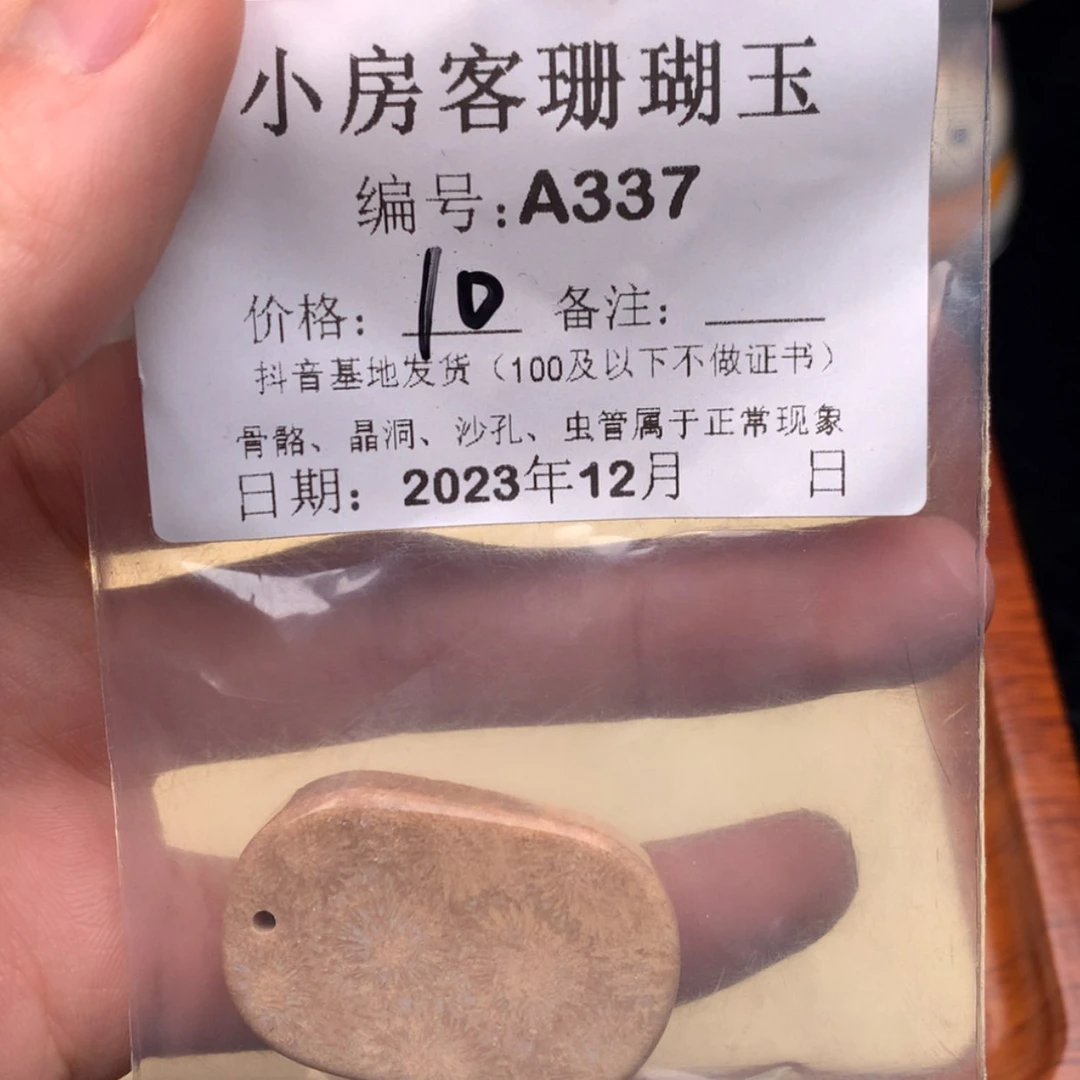 小房客珊瑚玉
编号:A337
价格: 10 备注:
抖音基地发货（100及以下不做证书）
骨骼、晶洞、沙孔、虫管属于正常现象
日期: 2023年12月 日